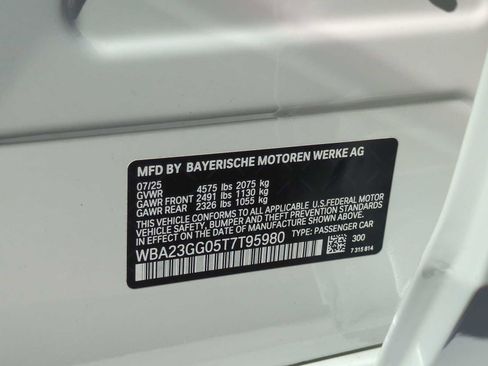 MFD BY BAYERISCHE MOTOREN WERKE AG
07/25
GVWR 4575 lbs 2075 kg
GAWR FRONT 2491 lbs 1130 kg
GAWR REAR 2326 lbs 1055 kg
THIS VEHICLE CONFORMS TO ALL APPLICABLE U.S.FEDERAL MOTOR
VEHICLE SAFETY, BUMPER, AND THEFT PREVENTION STANDARDS
IN EFFECT ON THE DATE OF MANUFACTURE SHOWN ABOVE.
WBA23GG05T7T95980 TYPE: PASSENGER CAR
300
7 315 814